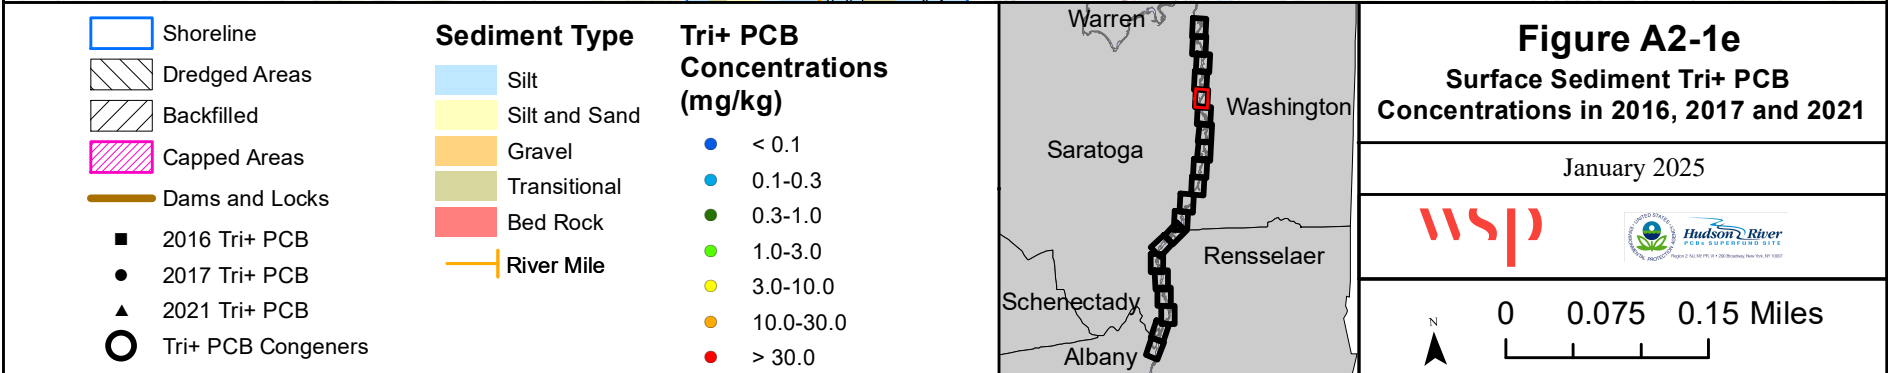 Shoreline
Dredged Areas
Backfilled
Capped Areas
Dams and Locks
2016 Tri+ PCB
2017 Tri+ PCB
2021 Tri+ PCB
Tri+ PCB Congeners
Sediment Type
Silt
Silt and Sand
Gravel
Transitional
Bed Rock
River Mile
Tri+ PCB
Concentrations
(mg/kg)
< 0.1
0.1-0.3
0.3-1.0
1.0-3.0
3.0-10.0
10.0-30.0
> 30.0
Warren
Washington
Saratoga
Rensselaer
Schenectady
Albany
Figure A2-1e
Surface Sediment Tri+ PCB
Concentrations in 2016, 2017 and 2021
January 2025
wsp
Hudson River
PCBs SUPERFUND SITE
N
0 0.075 0.15 Miles